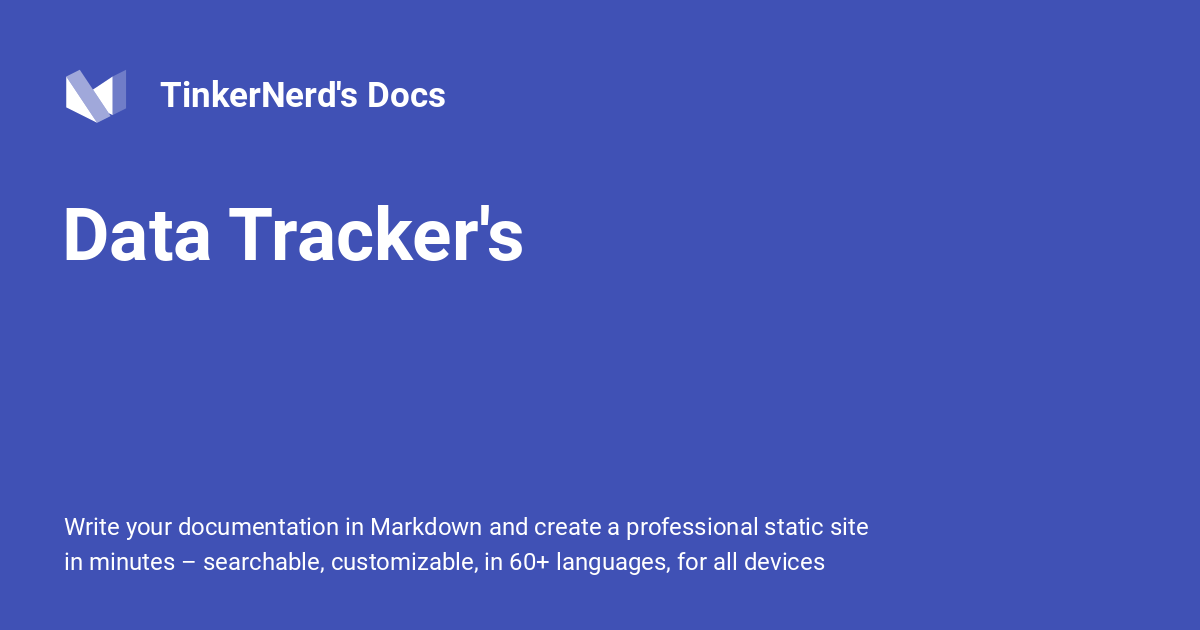 TinkerNerd's Docs
Data Tracker's
Write your documentation in Markdown and create a professional static site
in minutes – searchable, customizable, in 60+ languages, for all devices